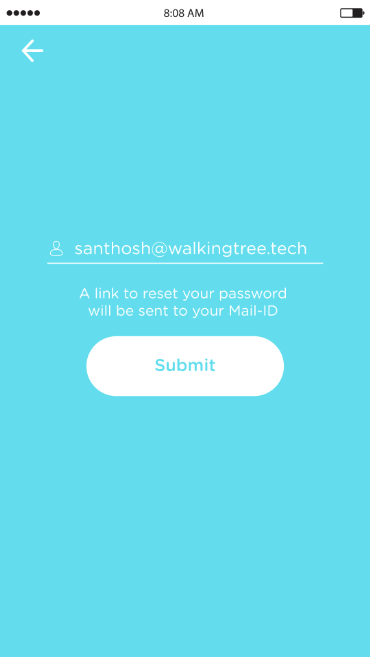 8:08 AM
santhosh@walkingtree.tech
A link to reset your password
will be sent to your Mail-ID
Submit